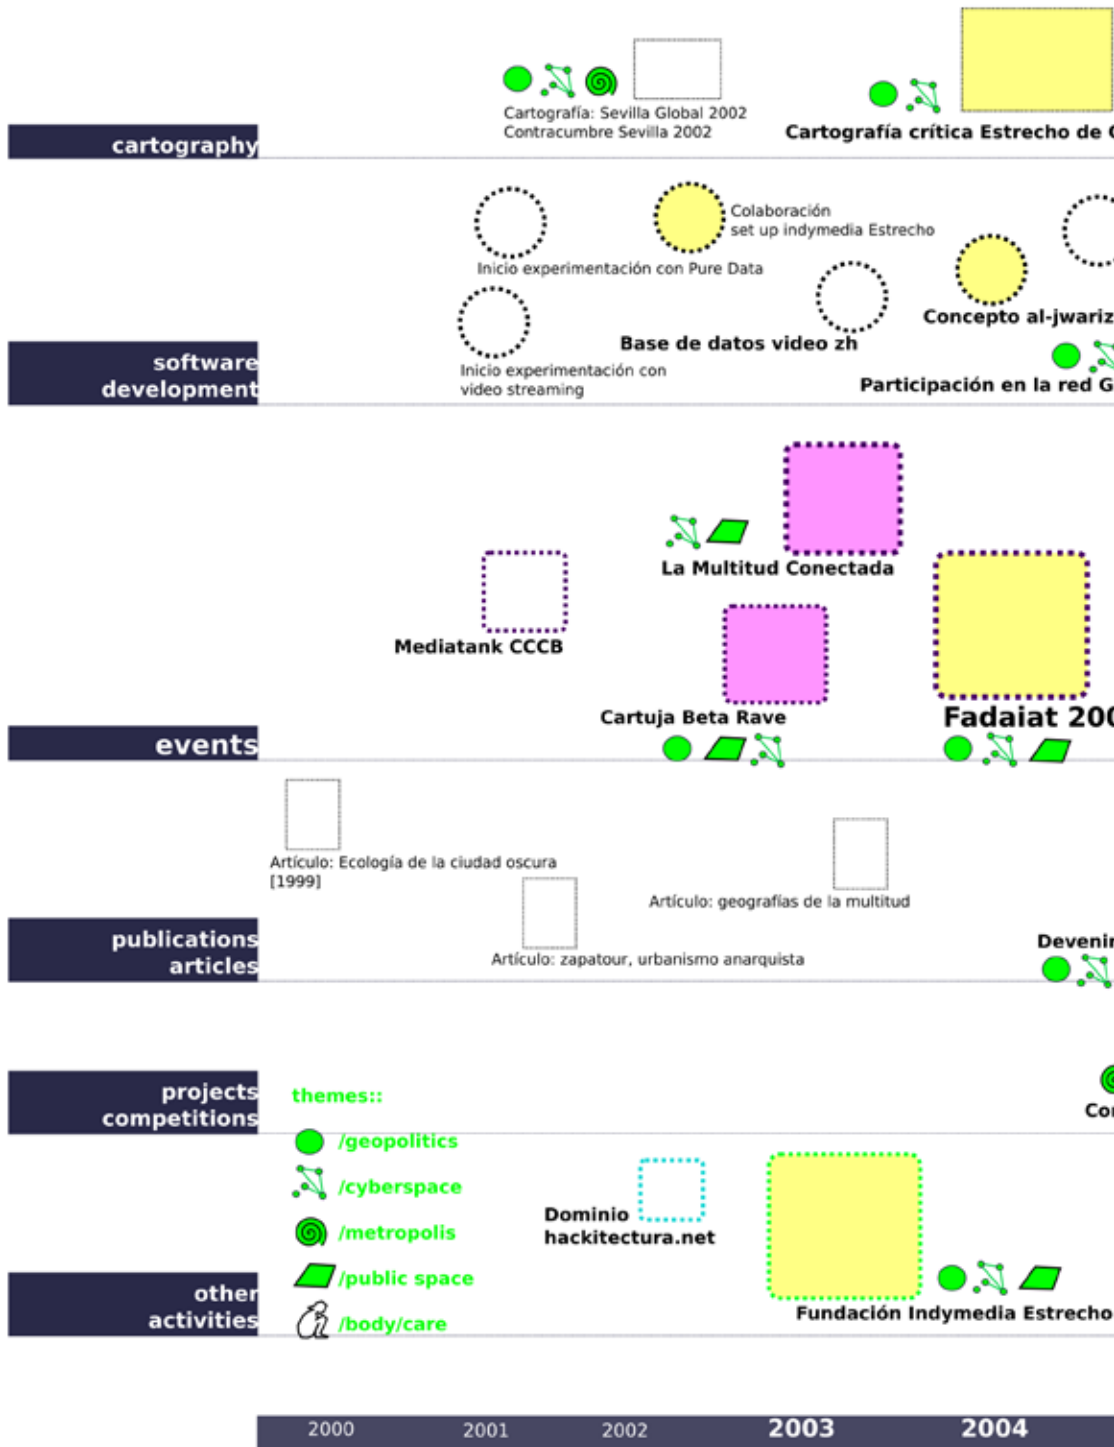 Cartografía: Sevilla Global 2002
Contracumbre Sevilla 2002
Cartografía crítica Estrecho de
cartography
Colaboración
set up indymedia Estrecho
Inicio experimentación con Pure Data
Concepto al-jwariz
Base de datos video zh
Inicio experimentación con
video streaming
Participación en la red G
software
development
La Multitud Conectada
Mediatank CCCB
Cartuja Beta Rave
Fadaiat 200
events
Artículo: Ecología de la ciudad oscura
[1999]
Artículo: geografías de la multitud
Artículo: zapatour, urbanismo anarquista
Devenir
publications
articles
projects
competitions
Con
themes::
/geopolitics
/cyberspace
/metropolis
/public space
/body/care
Dominio
hackitectura.net
Fundación Indymedia Estrecho
other
activities
2000
2001
2002
2003
2004